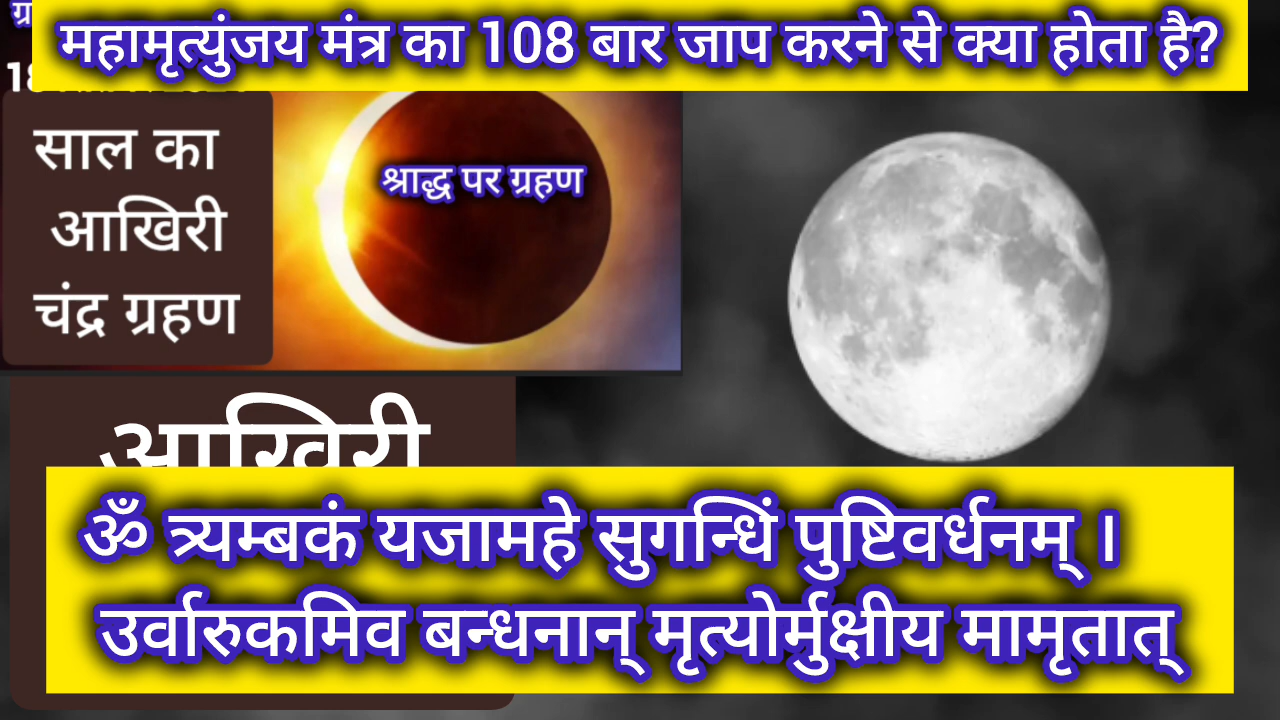 महामृत्युंजय मंत्र का 108 बार जाप करने से क्या होता है?
साल का
आखिरी
चंद्र ग्रहण
श्राद्ध पर ग्रहण
आखिरी
ॐ त्र्यम्बकं यजामहे सुगन्धिं पुष्टिवर्धनम् ।
उर्वारुकमिव बन्धनान् मृत्योर्मुक्षीय मामृतात्